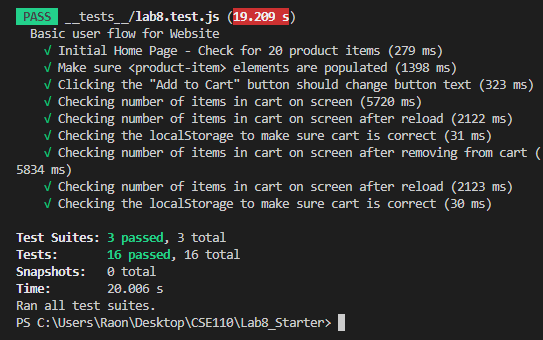 PASS __tests__/lab8.test.js (19.209 s)
Basic user flow for Website
√ Initial Home Page - Check for 20 product items (279 ms)
√ Make sure <product-item> elements are populated (1398 ms)
√ Clicking the "Add to Cart" button should change button text (323 ms)
√ Checking number of items in cart on screen (5720 ms)
√ Checking number of items in cart on screen after reload (2122 ms)
√ Checking the localStorage to make sure cart is correct (31 ms)
√ Checking number of items in cart on screen after removing from cart (
5834 ms)
√ Checking number of items in cart on screen after reload (2123 ms)
√ Checking the localStorage to make sure cart is correct (30 ms)
Test Suites: 3 passed, 3 total
Tests: 16 passed, 16 total
Snapshots: 0 total
Time: 20.006 s
Ran all test suites.
PS C:\Users\Raon\Desktop\CSE110\Lab8_Starter>